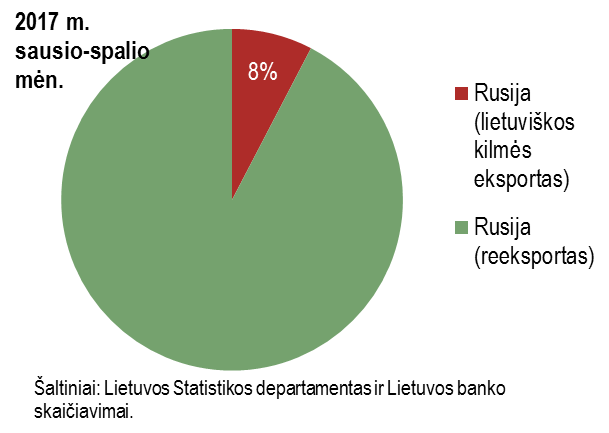 2017 m.
sausio-spalio
mėn.
8%
Rusija
(lietuviškos
kilmės
eksportas)
Rusija
(reeksportas)
Šaltiniai: Lietuvos Statistikos departamentas ir Lietuvos banko
skaičiavimai.